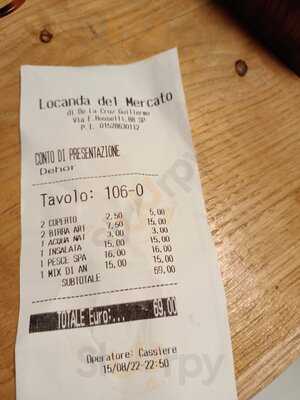 Locanda del Mercato
di De la Cruz Guillermo
Via E.Rosselli,88 SP
P.I. 01528630112
CONTO DI PRESENTAZIONE
Dehor
Tavolo: 106-0
2 COPERTO 2,50 5,00
2 BIRRA ART 7,50 15,00
1 ACQUA NAT 3,00 3,00
1 INSALATA 15,00 15,00
1 PESCE SPA 16,00 16,00
1 MIX DI AN 15,00 15,00
SUBTOTALE 69,00
TOTALE Euro:... 69,00
Operatore: Cassiere
15/08/22-22:50